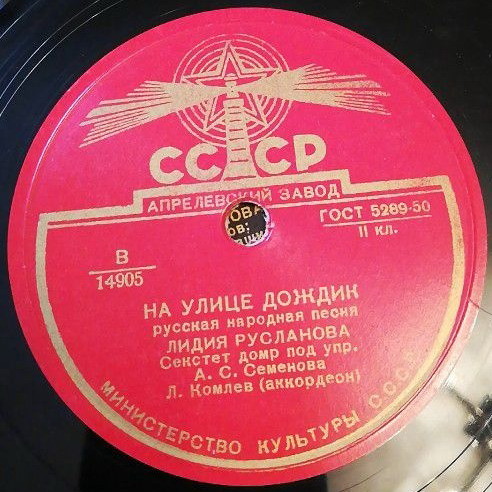 СССР
АПРЕЛЕВСКИЙ ЗАВОД
ГОСТ 5289-50
II кл.
В
14905
НА УЛИЦЕ ДОЖДИК
русская народная песня
ЛИДИЯ РУСЛАНОВА
Секстет домр под упр.
А. С. Семенова
Л. Комлев (аккордеон)
МИНИСТЕРСТВО КУЛЬТУРЫ СССР